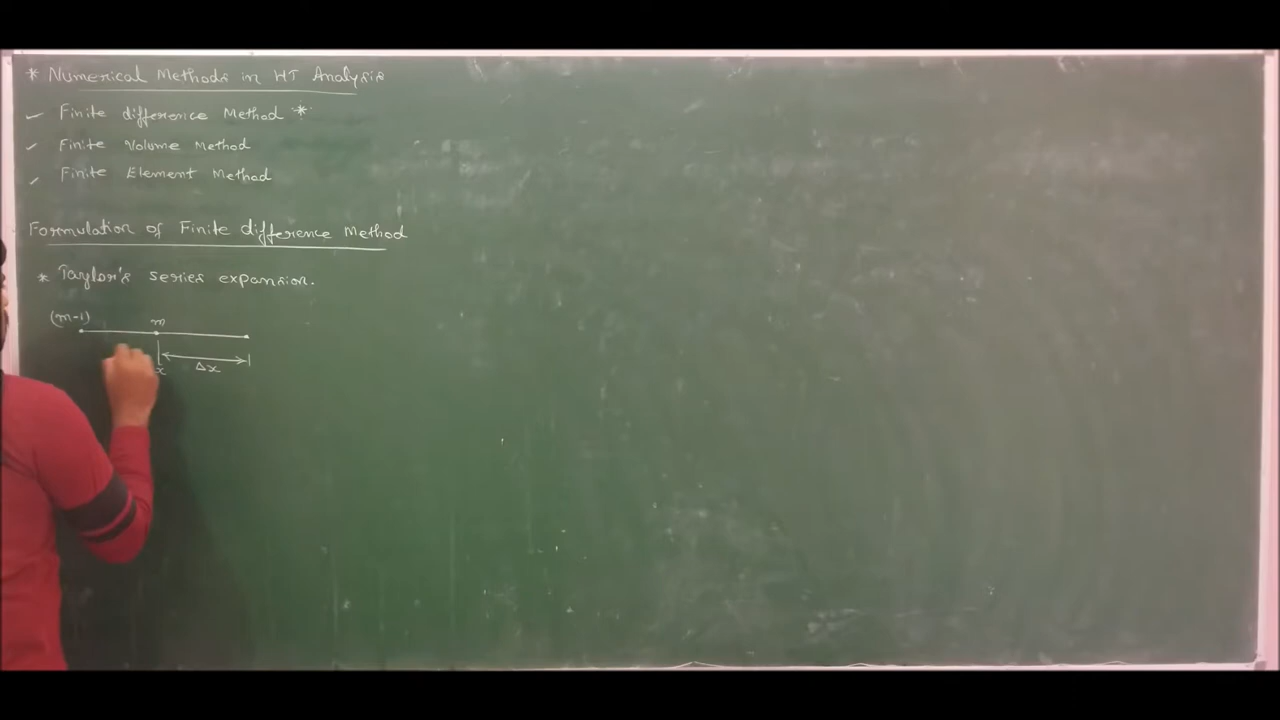 * Numerical Methods in HT Analysis
Finite difference Method *
Finite Volume Method
Finite Element Method
Formulation of Finite difference Method
* Taylor's series expansion.
(m-1) m
x Δx